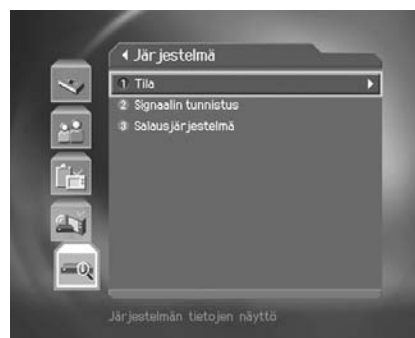 Järjestelmä
1 Tila
2 Signaalin tunnistus
3 Salausjärjestelmä
Järjestelmän tietojen näyttö